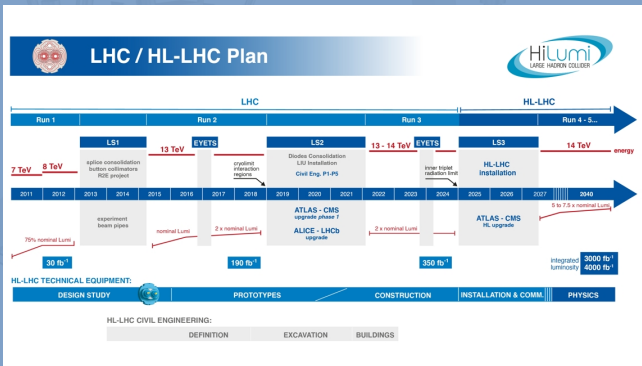 LHC / HL-LHC Plan
HiLumi
LARGE HADRON COLLIDER
LHC
HL-LHC
Run 1
Run 2
Run 3
Run 4 - 5...
LS1
EYETS
LS2
EYETS
LS3
7 TeV
8 TeV
splice consolidation
button collimators
R2E project
13 TeV
cryolimit
interaction
regions
Diodes Consolidation
LIU Installation
Civil Eng. P1-P5
13 - 14 TeV
inner triplet
radiation limit
HL-LHC
Installation
14 TeV
energy
2011 2012 2013 2014 2015 2016 2017 2018 2019 2020 2021 2022 2023 2024 2025 2026 2027 2040
75% nominal Lumi
experiment
beam pipes
nominal Lumi
2 x nominal Lumi
ATLAS - CMS
upgrade phase 1
ALICE - LHCb
upgrade
2 x nominal Lumi
ATLAS - CMS
HL upgrade
5 to 7.5 x nominal Lumi
30 fb⁻¹
190 fb⁻¹
350 fb⁻¹
integrated
luminosity
3000 fb⁻¹
4000 fb⁻¹
HL-LHC TECHNICAL EQUIPMENT:
DESIGN STUDY
PROTOTYPES
CONSTRUCTION
INSTALLATION & COMM.
PHYSICS
HL-LHC CIVIL ENGINEERING:
DEFINITION
EXCAVATION
BUILDINGS